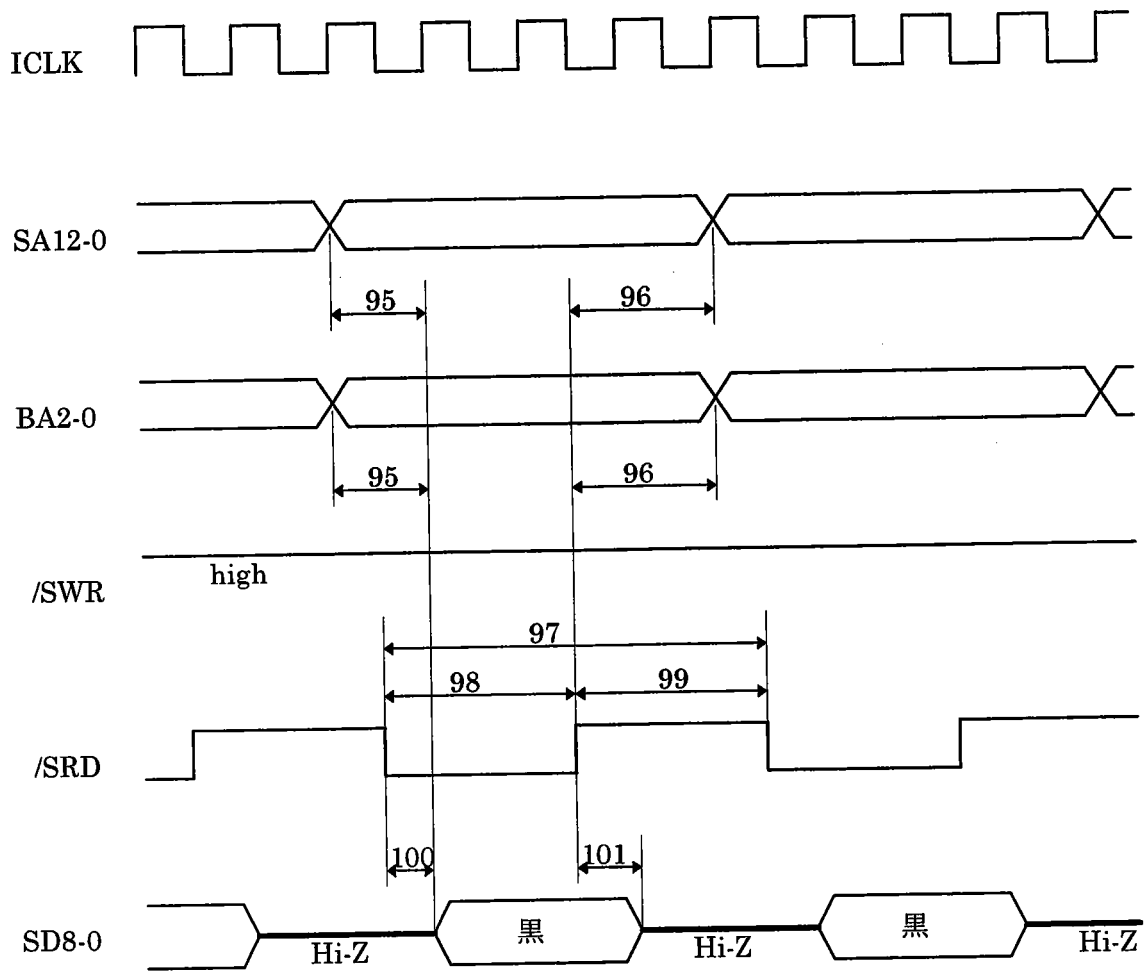 ICLK
SA12-0
95
96
BA2-0
95
96
/SWR
high
97
98
99
/SRD
100
101
SD8-0
Hi-Z
黒
Hi-Z
黒
Hi-Z